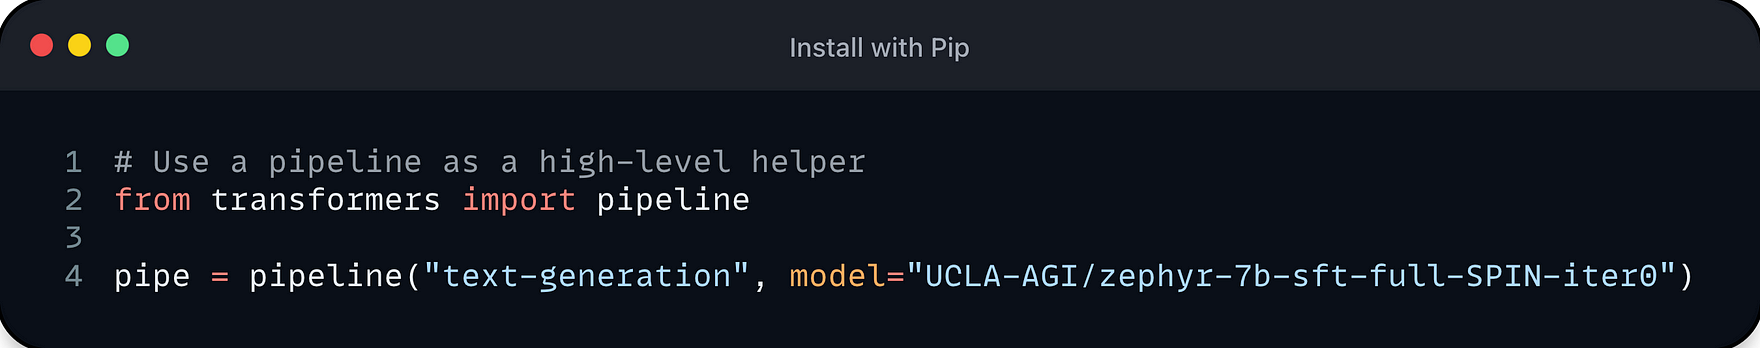 Install with Pip
1 # Use a pipeline as a high-level helper
2 from transformers import pipeline
3
4 pipe = pipeline("text-generation", model="UCLA-AGI/zephyr-7b-sft-full-SPIN-iter0")